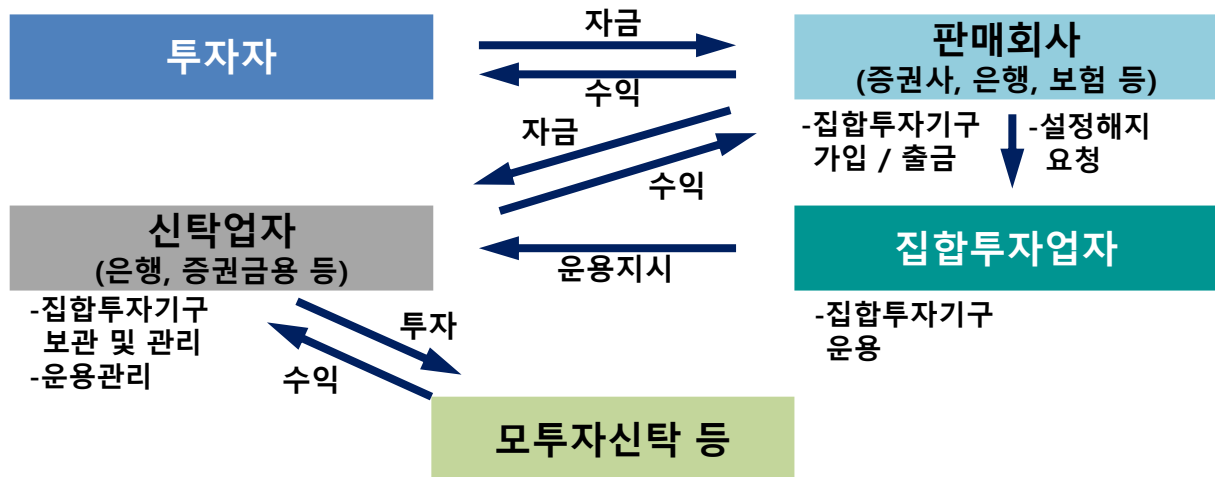 투자자
자금
수익
판매회사
(증권사, 은행, 보험 등)
자금
수익
-집합투자기구
가입 / 출금
-설정해지
요청
신탁업자
(은행, 증권금용 등)
운용지시
집합투자업자
-집합투자기구
보관 및 관리
-운용관리
투자
수익
-집합투자기구
운용
모투자신탁 등